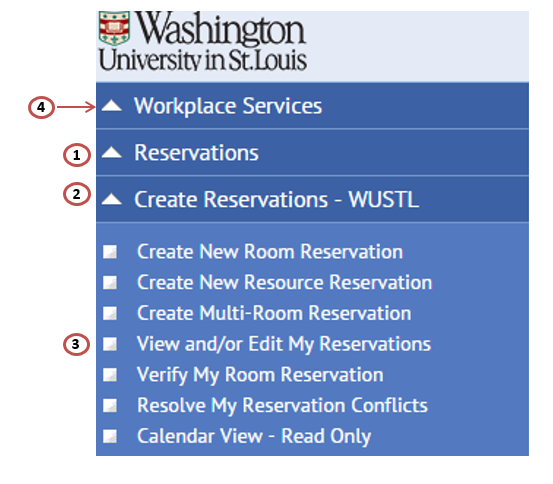 Washington
University in St.Louis
4 Workplace Services
1 Reservations
2 Create Reservations - WUSTL
Create New Room Reservation
Create New Resource Reservation
Create Multi-Room Reservation
3 View and/or Edit My Reservations
Verify My Room Reservation
Resolve My Reservation Conflicts
Calendar View - Read Only